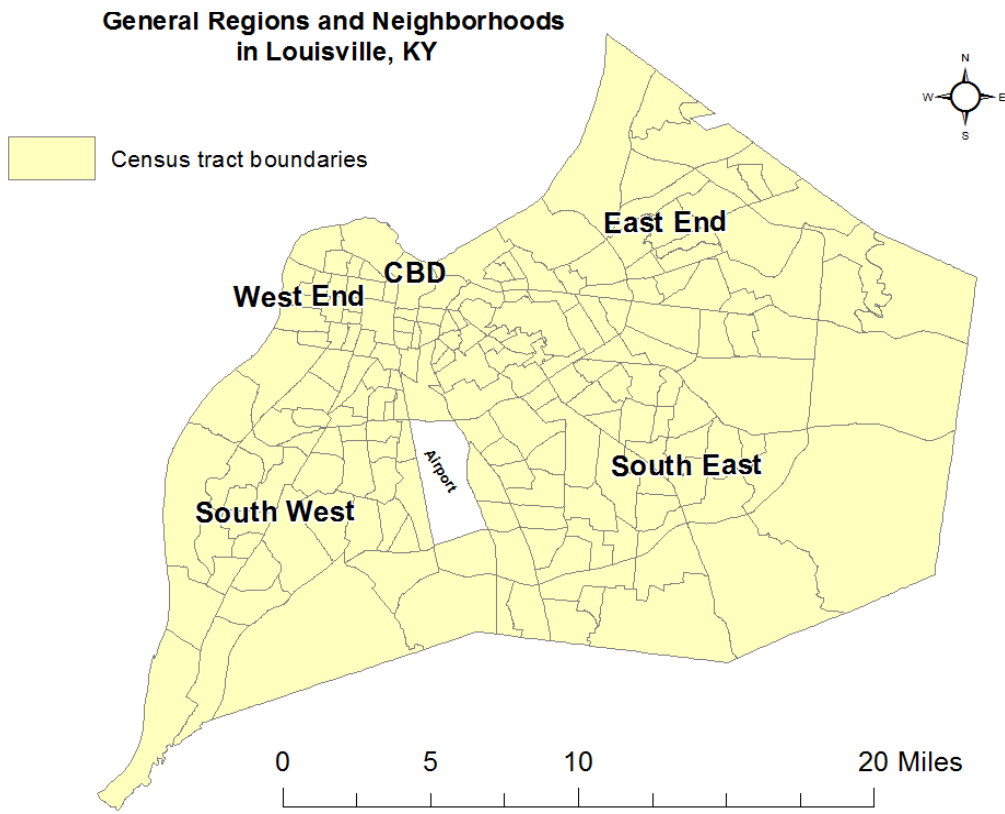 General Regions and Neighborhoods
in Louisville, KY
N
W
E
S
Census tract boundaries
East End
CBD
West End
Airport
South East
South West
0 5 10 20 Miles